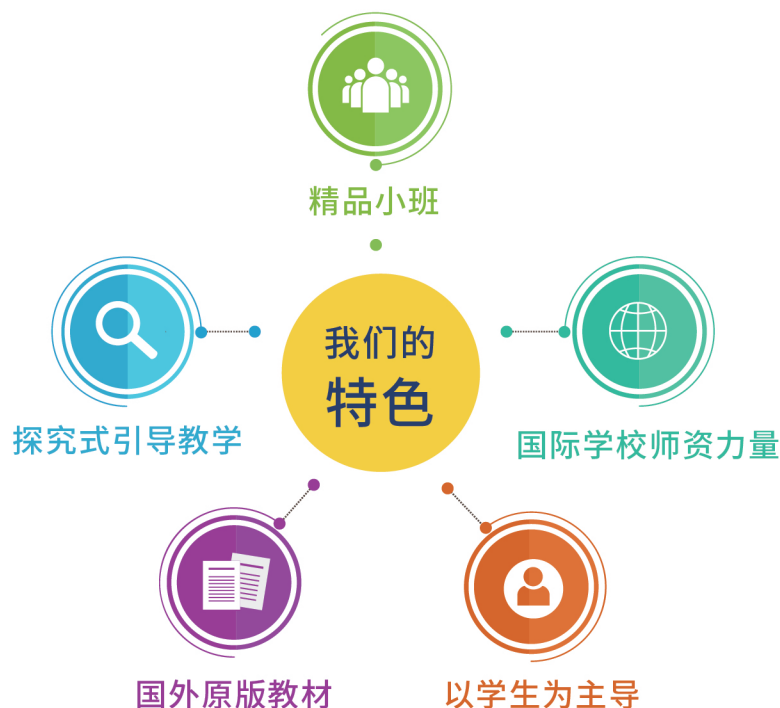 精品小班
我们的
特色
探究式引导教学
国际学校师资力量
国外原版教材
以学生为主导